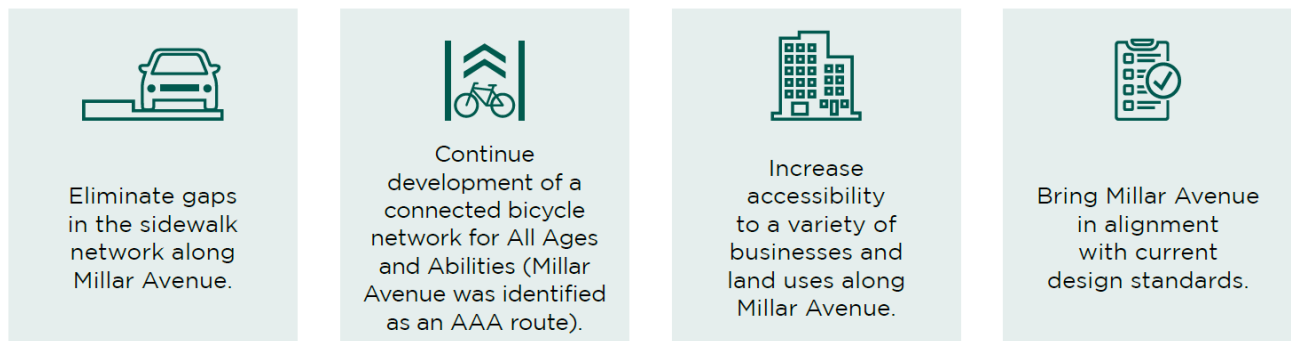 Eliminate gaps
in the sidewalk
network along
Millar Avenue.
Continue
development of a
connected bicycle
network for All Ages
and Abilities (Millar
Avenue was identified
as an AAA route).
Increase
accessibility
to a variety of
businesses and
land uses along
Millar Avenue.
Bring Millar Avenue
in alignment
with current
design standards.